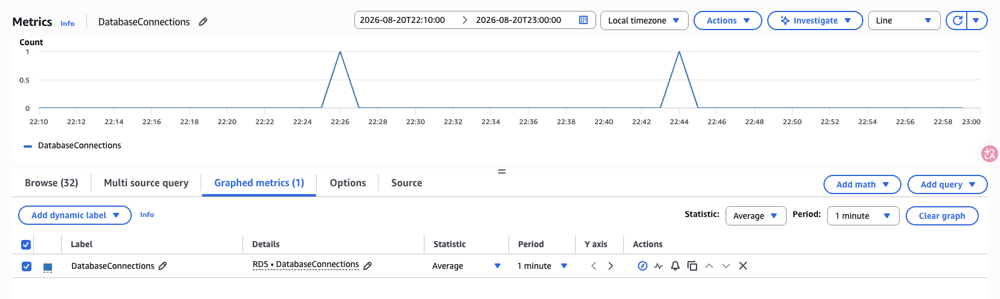 Metrics Info DatabaseConnections 2026-08-20T22:10:00 2026-08-20T23:00:00 Local timezone Actions Investigate Line
Count
1
0.5
0
22:10 22:12 22:14 22:16 22:18 22:20 22:22 22:24 22:26 22:28 22:30 22:32 22:34 22:36 22:38 22:40 22:42 22:44 22:46 22:48 22:50 22:52 22:54 22:56 22:58 23:00
DatabaseConnections
Browse (32) Multi source query Graphed metrics (1) Options Source Add math Add query
Add dynamic label Info Statistic: Average Period: 1 minute Clear graph
Label Details Statistic Period Y axis Actions
DatabaseConnections RDS • DatabaseConnections Average 1 minute